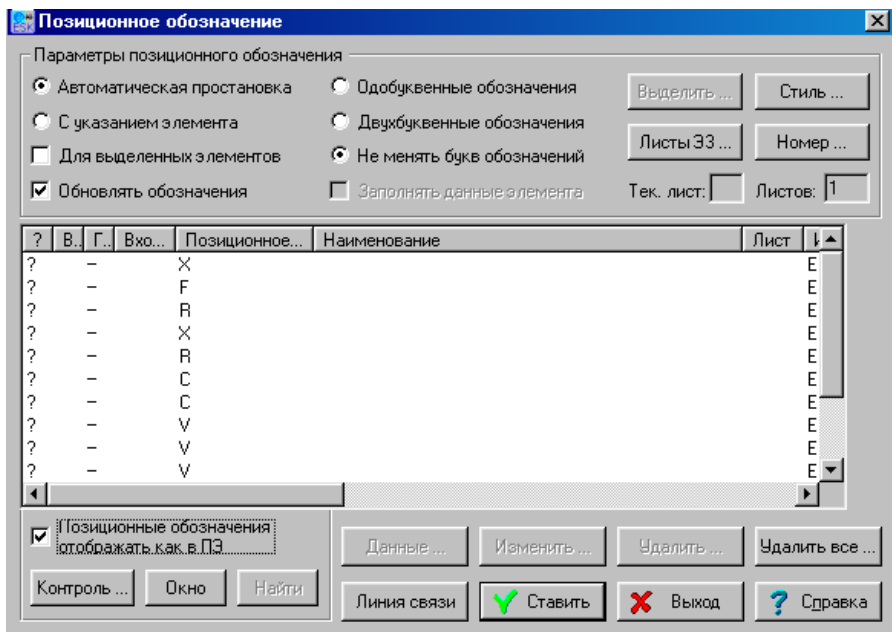 Позиционное обозначение
Параметры позиционного обозначения
Автоматическая простановка Однобуквенные обозначения Выделить ... Стиль ...
С указанием элемента Двухбуквенные обозначения
Для выделенных элементов Не менять букв обозначений Листы Э3 ... Номер ...
Обновлять обозначения Заполнять данные элемента Тек. лист: Листов: 1
? В.. Г.. Вхо... Позиционное... Наименование Лист
? – X E
? – F E
? – R E
? – X E
? – R E
? – C E
? – C E
? – V E
? – V E
? – V E
Позиционные обозначения
отображать как в ПЭ
Данные ... Изменить ... Удалить ... Удалить все ...
Контроль ... Окно Найти
Линия связи Ставить Выход Справка